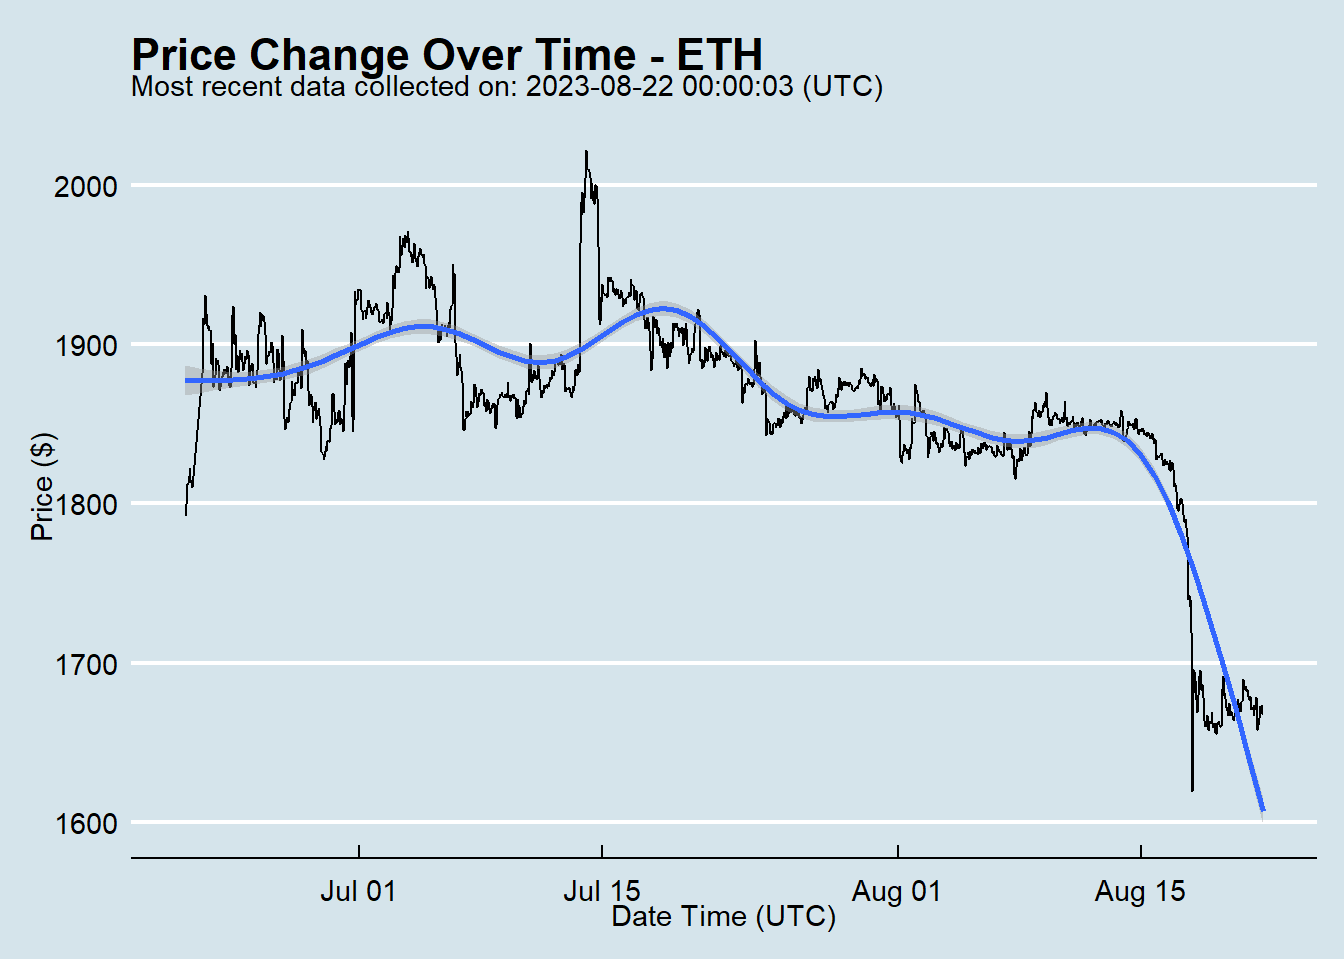 Price Change Over Time - ETH
Most recent data collected on: 2023-08-22 00:00:03 (UTC)
2000
1900
1800
1700
1600
Price ($)
Jul 01
Jul 15
Aug 01
Aug 15
Date Time (UTC)